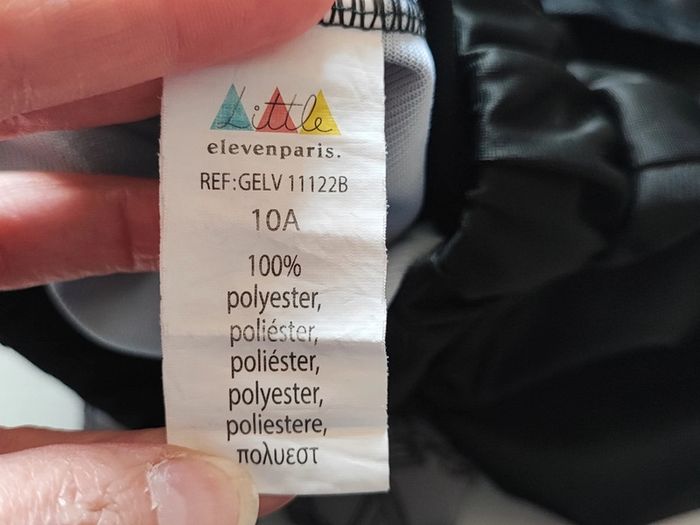 Little
elevenparis.
REF:GELV 11122B
10A
100%
polyester,
poliéster,
poliéster,
polyester,
poliestere,
πολυεστ